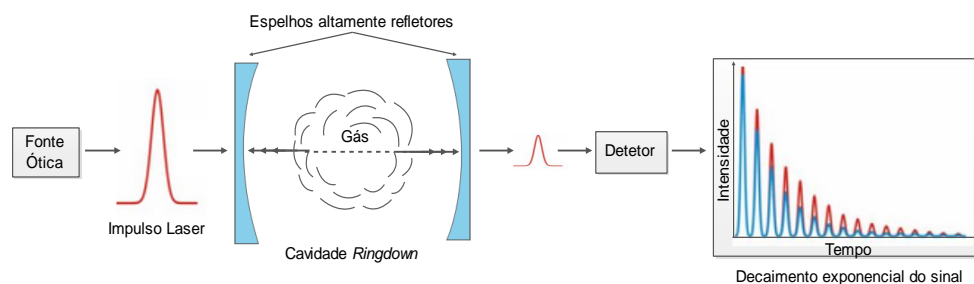 Espelhos altamente refletores
Fonte
Ótica
Impulso Laser
Gás
Cavidade Ringdown
Detetor
Intensidade
Tempo
Decaimento exponencial do sinal